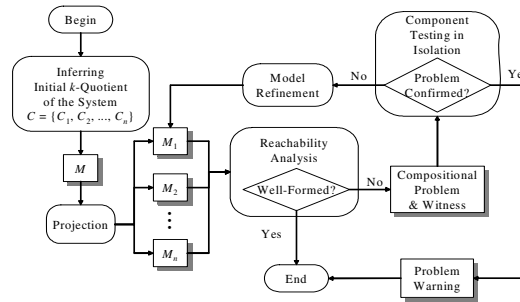 Begin
Inferring
Initial k-Quotient
of the System
C = {C1, C2, ..., Cn}
M
Projection
M1
M2
Mn
Model
Refinement
Reachability
Analysis
Well-Formed?
Yes
No
End
Component
Testing in
Isolation
Problem
Confirmed?
No
Ye
Compositional
Problem
& Witness
Problem
Warning